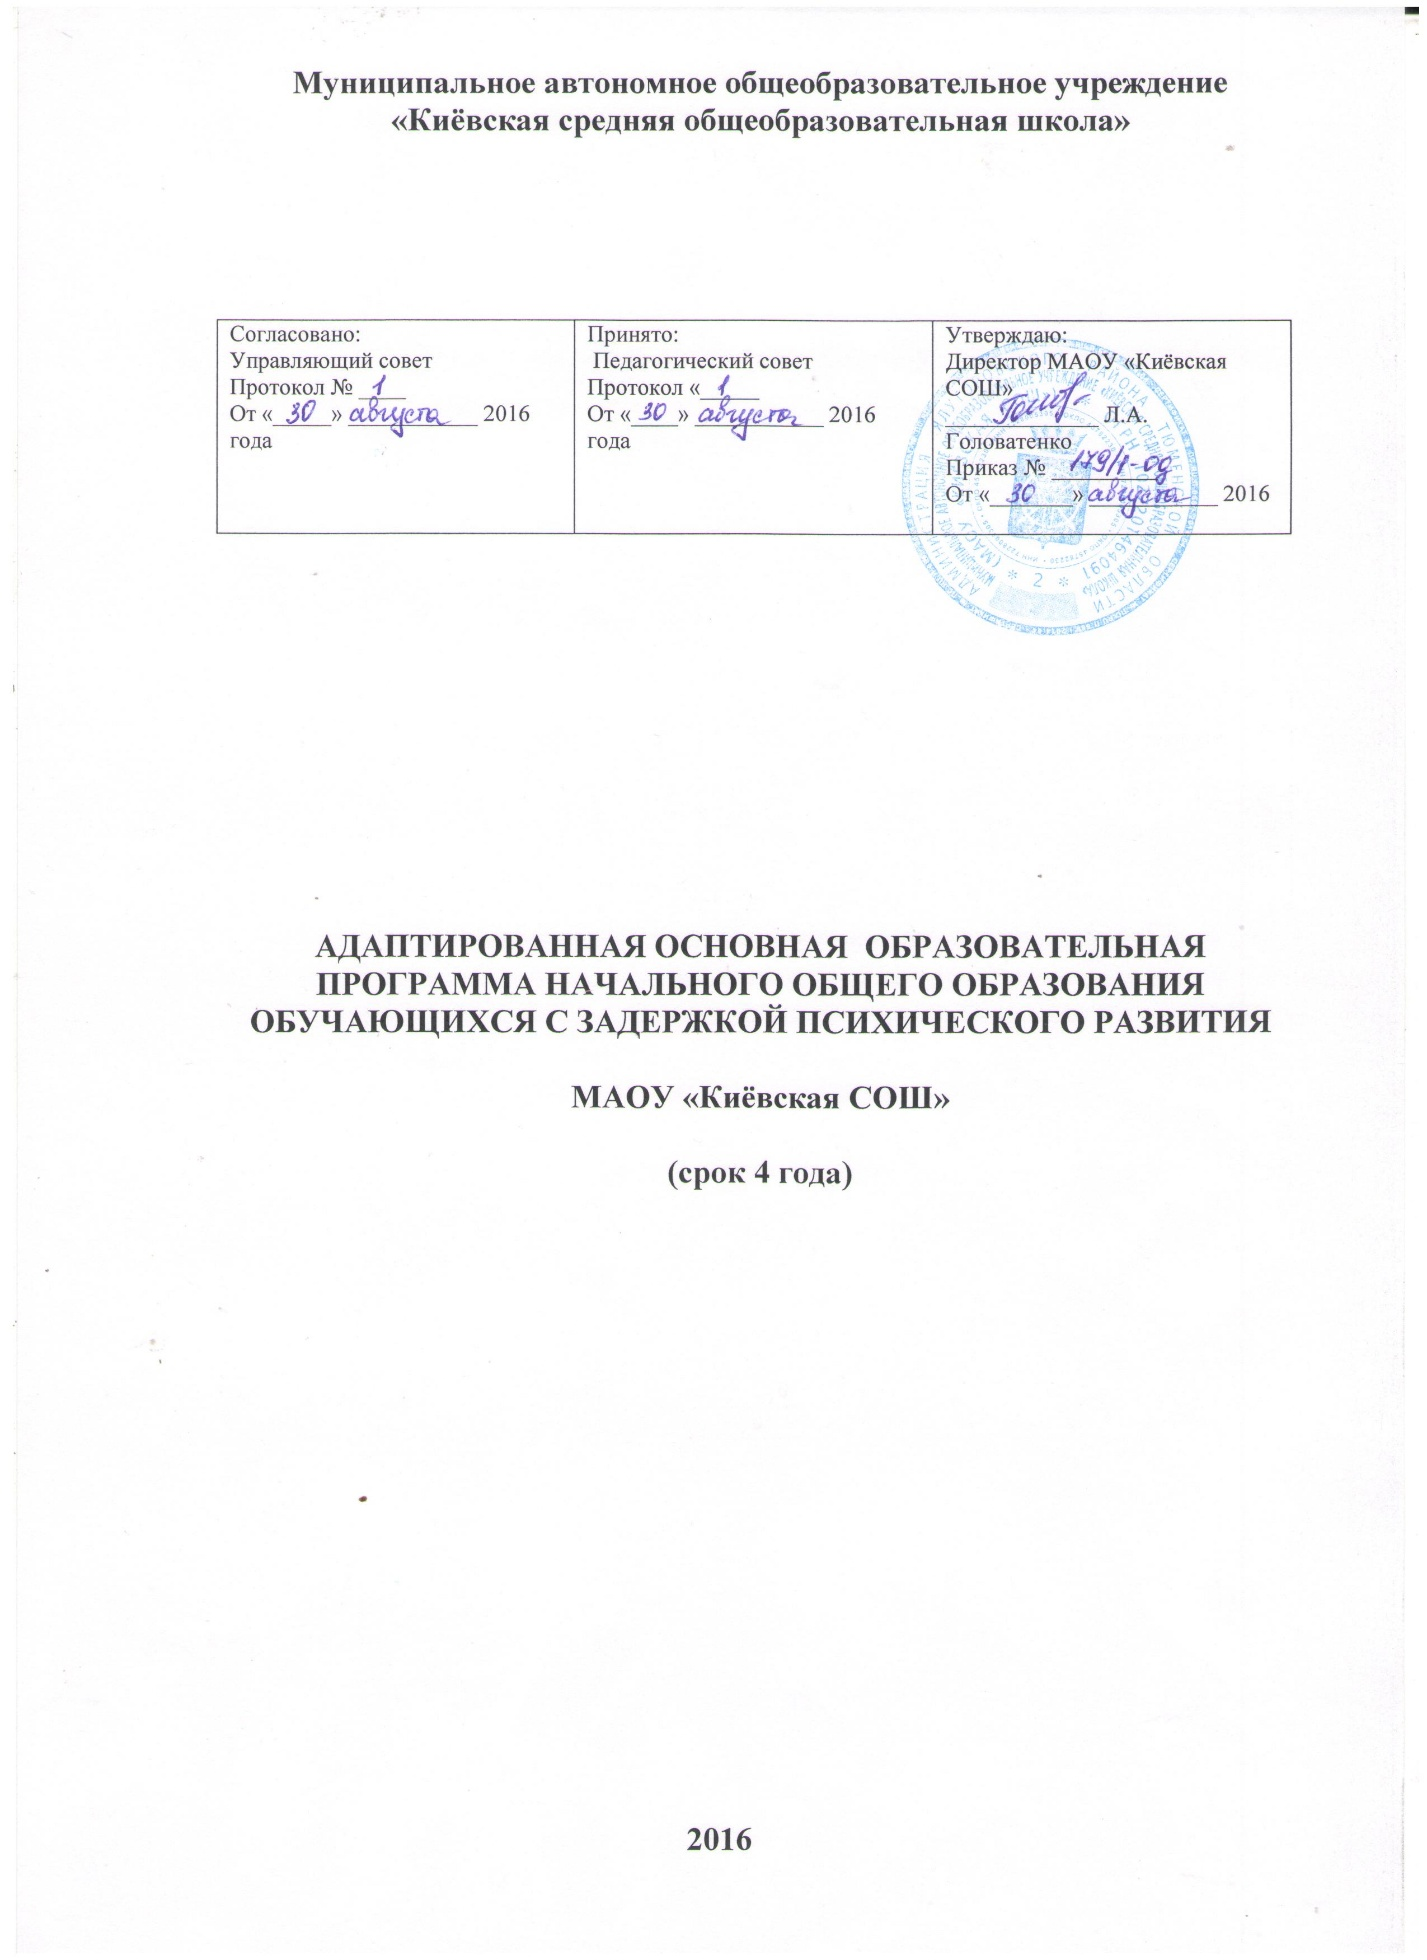 Муниципальное автономное общеобразовательное учреждение
«Киёвская средняя общеобразовательная школа»
Согласовано:
Управляющий совет
Протокол № 1
От « 30 » августа 2016
года
Принято:
Педагогический совет
Протокол « 1
От « 30 » августа 2016
года
Утверждаю:
Директор МАОУ «Киёвская
СОШ»
Л.А.
Головатенко
Приказ № 179/1-од
От « 30 » августа 2016
АДАПТИРОВАННАЯ ОСНОВНАЯ ОБРАЗОВАТЕЛЬНАЯ
ПРОГРАММА НАЧАЛЬНОГО ОБЩЕГО ОБРАЗОВАНИЯ
ОБУЧАЮЩИХСЯ С ЗАДЕРЖКОЙ ПСИХИЧЕСКОГО РАЗВИТИЯ
МАОУ «Киёвская СОШ»
(срок 4 года)
2016